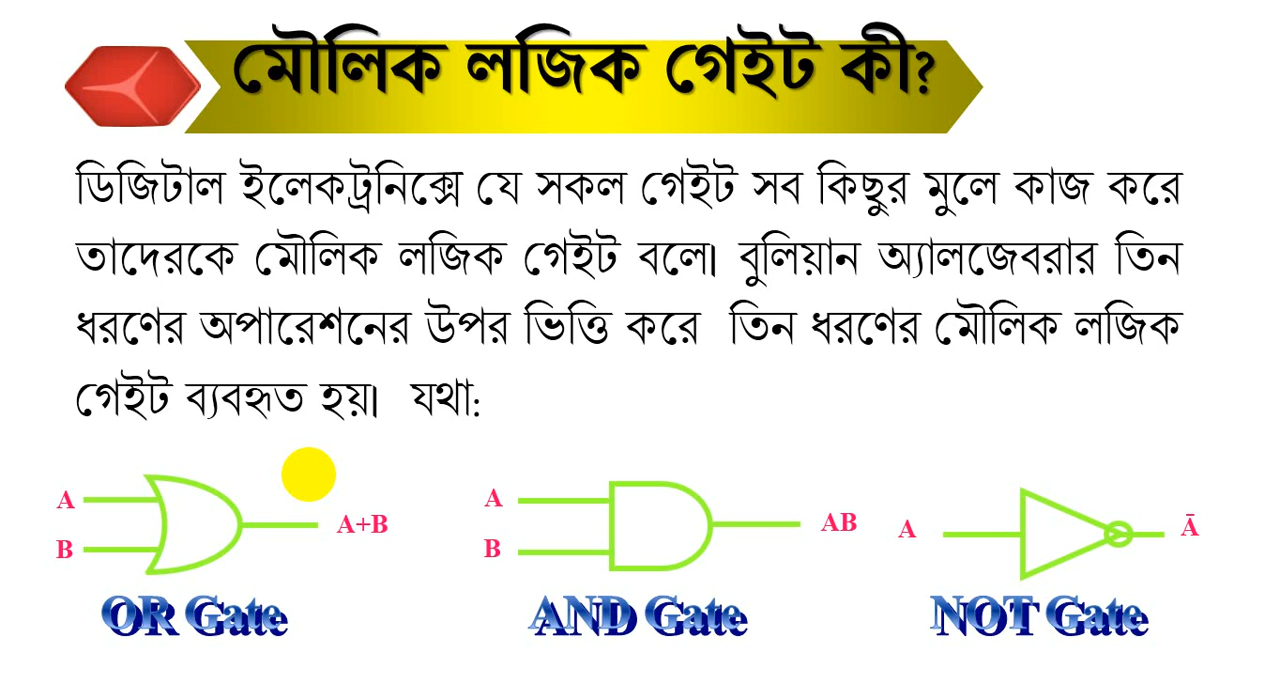 মৌলিক লজিক গেইট কী?
ডিজিটাল ইলেকট্রনিক্সে যে সকল গেইট সব কিছুর মুলে কাজ করে
তাদেরকে মৌলিক লজিক গেইট বলে। বুলিয়ান অ্যালজেবরার তিন
ধরণের অপারেশনের উপর ভিত্তি করে তিন ধরণের মৌলিক লজিক
গেইট ব্যবহৃত হয়। যথা:
A
B
A+B
OR Gate
A
B
AB
AND Gate
A
Ā
NOT Gate